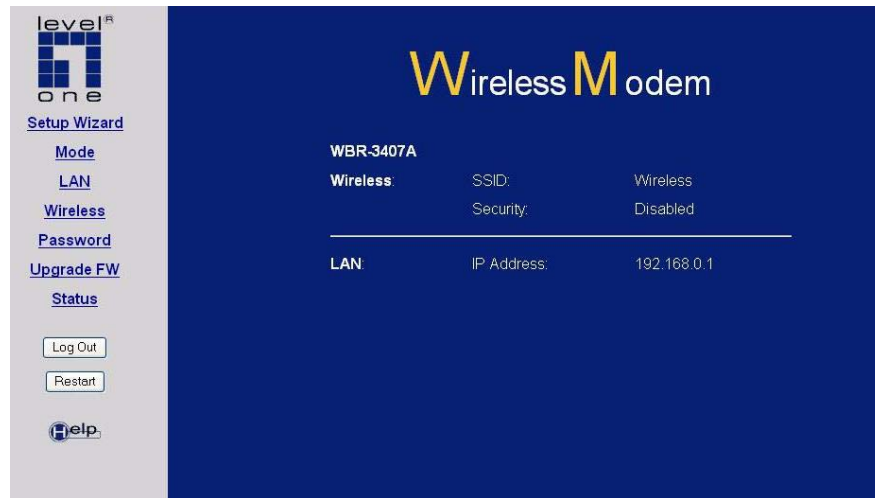 level®
one
Setup Wizard
Mode
LAN
Wireless
Password
Upgrade FW
Status
Log Out
Restart
Help
Wireless Modem
WBR-3407A
Wireless: SSID: Wireless
Security: Disabled
LAN: IP Address: 192.168.0.1